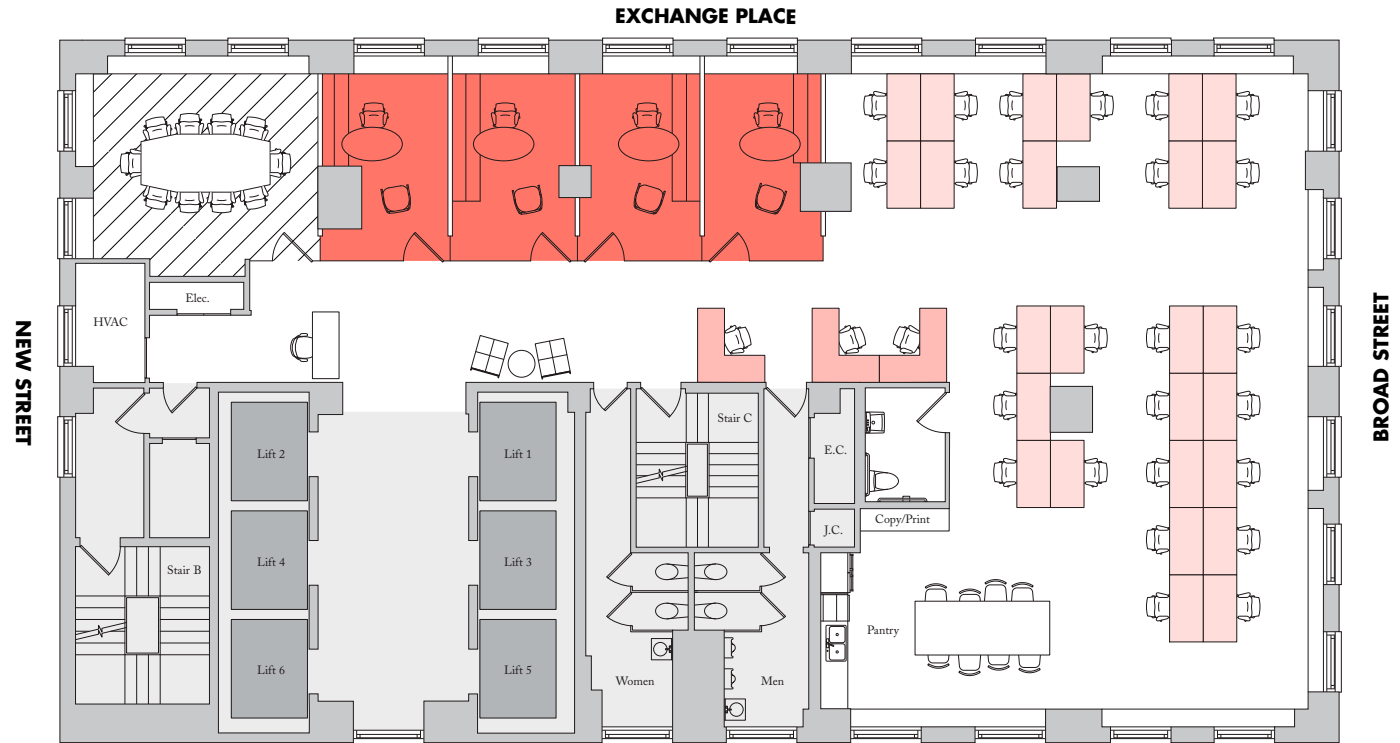 EXCHANGE PLACE
Elec.
HVAC
NEW STREET
BROAD STREET
Stair C
Lift 2
Lift 1
E.C.
Copy/Print
J.C.
Lift 4
Lift 3
Stair B
Pantry
Lift 6
Lift 5
Women
Men